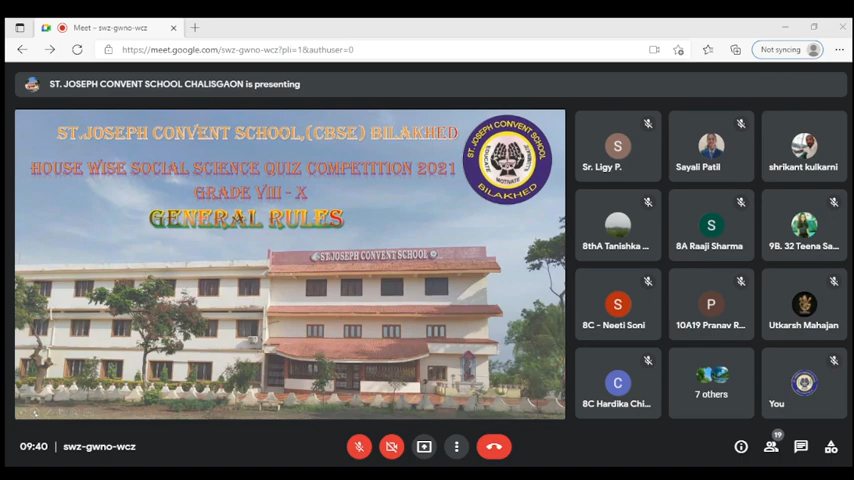 Meet – swz-gwno-wcz
https://meet.google.com/swz-gwno-wcz?pli=1&authuser=0
Not syncing
ST. JOSEPH CONVENT SCHOOL CHALISGAON is presenting
ST.JOSEPH CONVENT SCHOOL,(CBSE) BILAKHED
HOUSE WISE SOCIAL SCIENCE QUIZ COMPETITION 2021
GRADE VIII - X
GENERAL RULES
ST. JOSEPH CONVENT SCHOOL
EDUCATE
ENHANCE
MOTIVATE
BILAKHED
ST.JOSEPH CONVENT SCHOOL
S
Sr. Ligy P.
Sayali Patil
shrikant kulkarni
8thA Tanishka ...
S
8A Raaji Sharma
9B. 32 Teena Sa...
S
8C - Neeti Soni
P
10A19 Pranav R...
Utkarsh Mahajan
C
8C Hardika Chi...
7 others
You
09:40 | swz-gwno-wcz
19